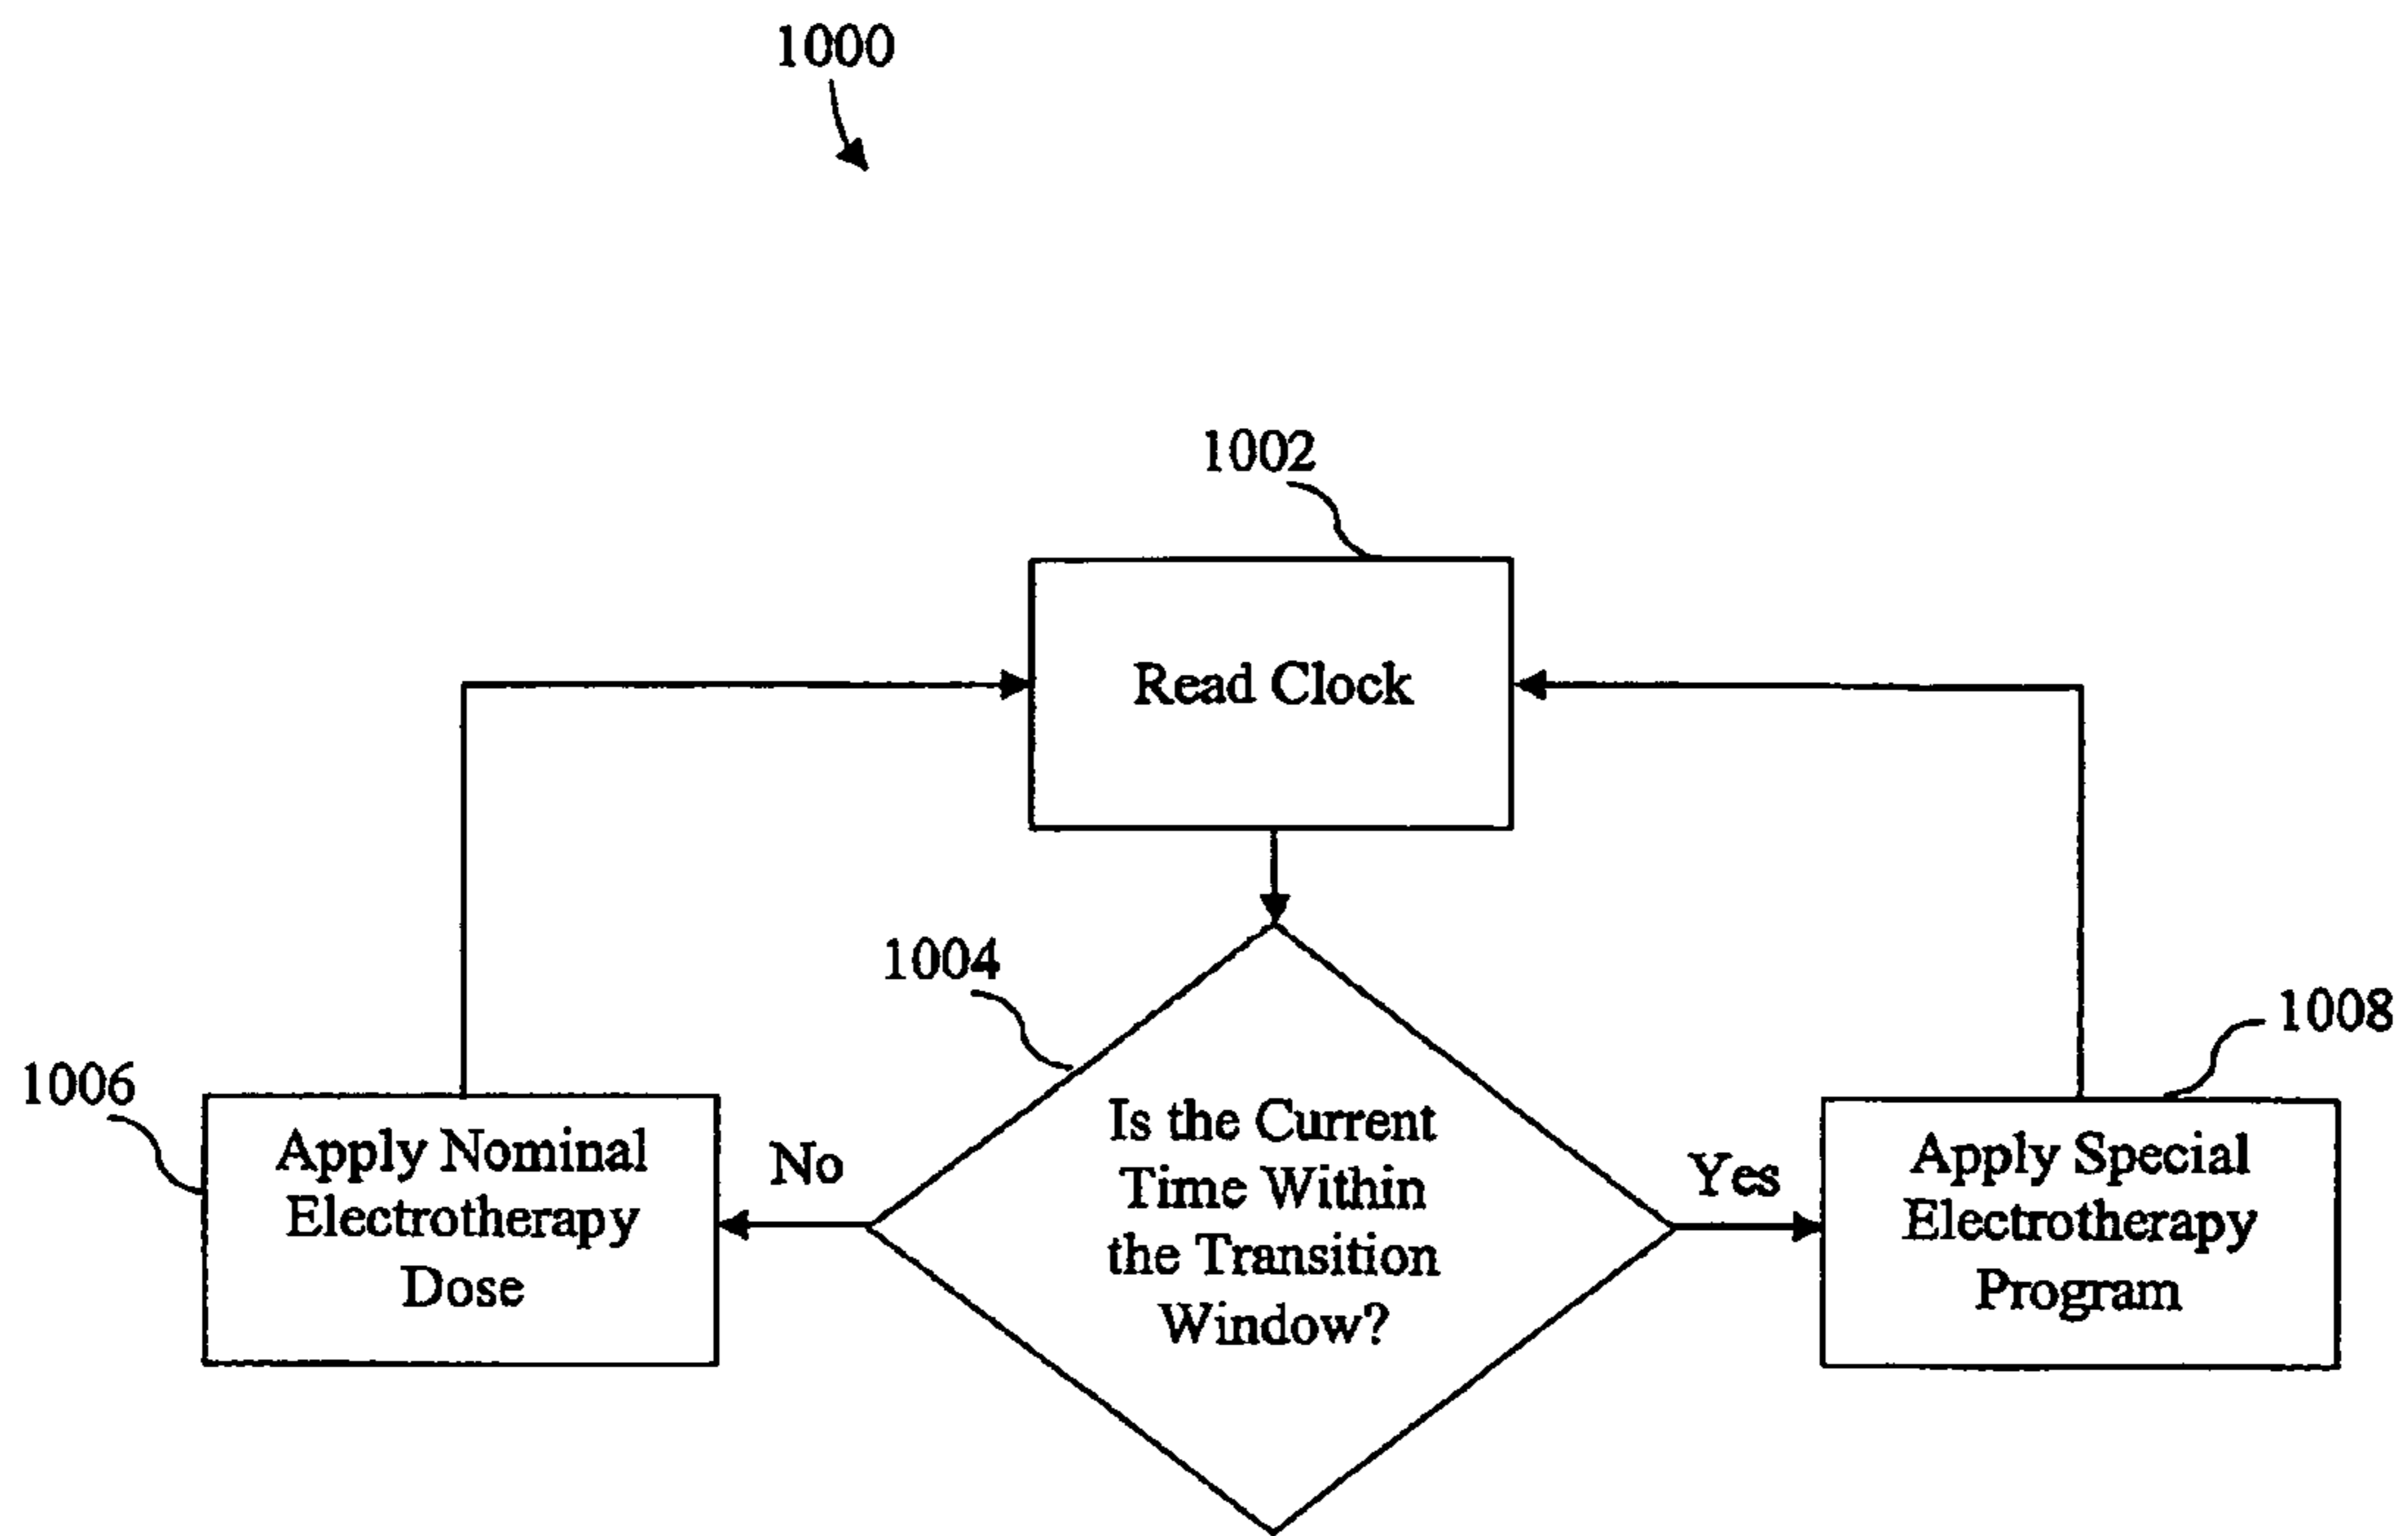 1000
1002
Read Clock
1004
1008
1006
Apply Nominal
Electrotherapy
Dose
No
Is the Current
Time Within
the Transition
Window?
Yes
Apply Special
Electrotherapy
Program